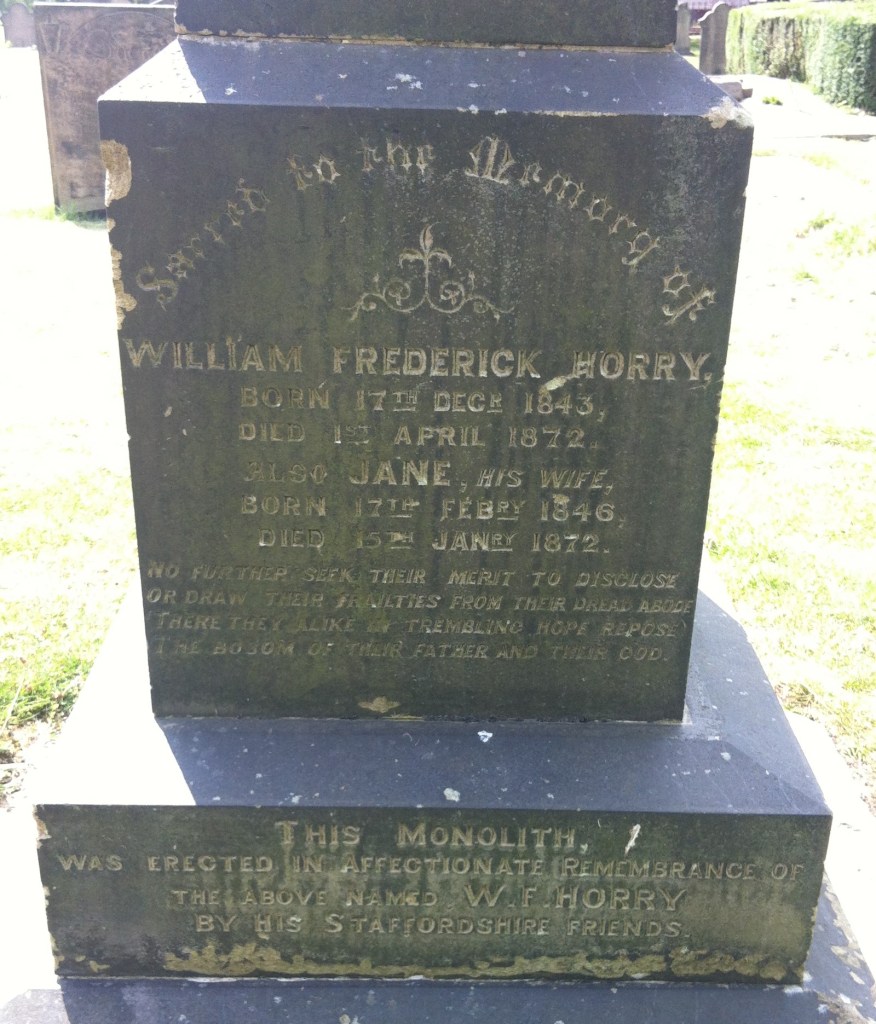 Sacred to the Memory of
WILLIAM FREDERICK HORRY,
BORN 17TH DECR 1843,
DIED 1ST APRIL 1872.
ALSO JANE, HIS WIFE,
BORN 17TH FEBRY 1846,
DIED 15TH JANRY 1872.
NO FURTHER SEEK THEIR MERIT TO DISCLOSE
OR DRAW THEIR FRAILTIES FROM THEIR DREAD ABODE
(THERE THEY ALIKE IN TREMBLING HOPE REPOSE)
THE BOSOM OF THEIR FATHER AND THEIR GOD.
THIS MONOLITH,
WAS ERECTED IN AFFECTIONATE REMEMBRANCE OF
THE ABOVE NAMED, W. F. HORRY
BY HIS STAFFORDSHIRE FRIENDS.